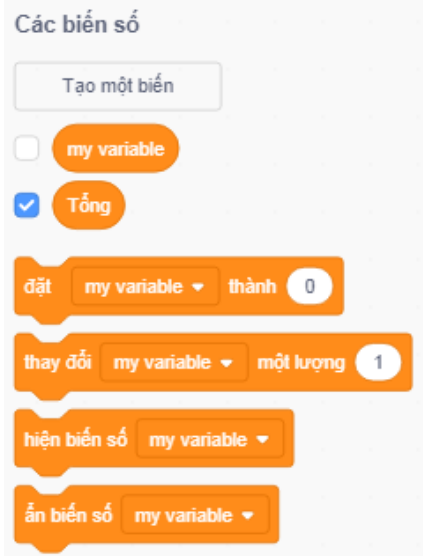 Các biến số
Tạo một biến
my variable
Tổng
đặt my variable thành 0
thay đổi my variable một lượng 1
hiện biến số my variable
ẩn biến số my variable